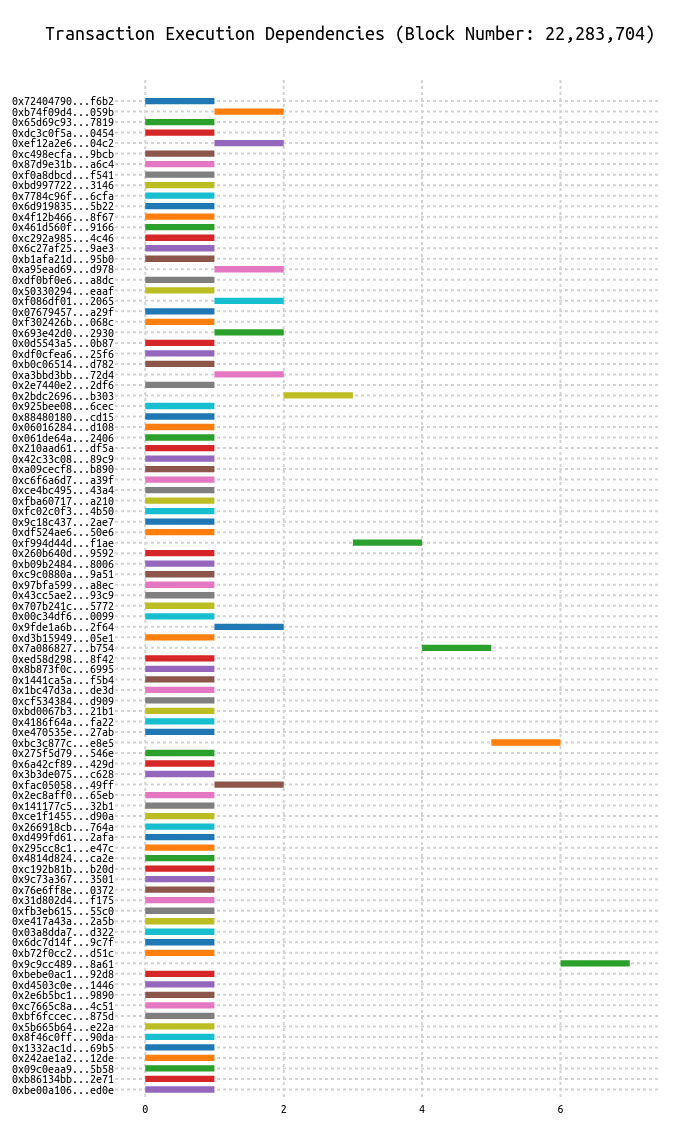 Transaction Execution Dependencies (Block Number: 22,283,704)
0x72404790...f6b2
0xb74f09d4...059b
0x65d69c93...7819
0xdc3c0f5a...0454
0xef12a2e6...04c2
0xc498ecfa...9bcb
0x87d9e31b...a6c4
0xf0a8dbcd...f541
0xbd997722...3146
0x7784c96f...6cfa
0x6d919835...5b22
0x4f12b466...8f67
0x461d560f...9166
0xc292a985...4c46
0x6c27af25...9ae3
0xb1afa21d...95b0
0xa95ead69...d978
0xdf0bf0e6...a8dc
0x50330294...eaaf
0xf086df01...2065
0x07679457...a29f
0xf302426b...068c
0x693e42d0...2930
0x0d5543a5...0b87
0xdf0cfea6...25f6
0xb0c06514...d782
0xa3bbd3bb...72d4
0x2e7440e2...2df6
0x2bdc2696...b303
0x925bee08...6cec
0x88480180...cd15
0x06016284...d108
0x061de64a...2406
0x210aad61...df5a
0x42c33c08...89c9
0xa09cecf8...b890
0xc6f6a6d7...a39f
0xce4bc495...43a4
0xfba60717...a210
0xfc02c0f3...4b50
0x9c18c437...2ae7
0xdf524ae6...50e6
0xf994d44d...f1ae
0x260b640d...9592
0xb09b2484...8006
0xc9c0880a...9a51
0x97bfa599...a8ec
0x43cc5ae2...93c9
0x707b241c...5772
0x00c34df6...0099
0x9fde1a6b...2f64
0xd3b15949...05e1
0x7a086827...b754
0xed58d298...8f42
0x8b873f0c...6995
0x1441ca5a...f5b4
0x1bc47d3a...de3d
0xcf534384...d909
0xbd0067b3...21b1
0x4186f64a...fa22
0xe470535e...27ab
0xbc3c877c...e8e5
0x275f5d79...546e
0x6a42cf89...429d
0x3b3de075...c628
0xfac05058...49ff
0x2ec8aff0...65eb
0x141177c5...32b1
0xce1f1455...d90a
0x266918cb...764a
0xd499fd61...2afa
0x295cc8c1...e47c
0x4814d824...ca2e
0xc192b81b...b20d
0x9c73a367...3501
0x76e6ff8e...0372
0x31d802d4...f175
0xfb3eb615...55c0
0xe417a43a...2a5b
0x03a8dda7...d322
0x6dc7d14f...9c7f
0xb72f0cc2...d51c
0x9c9cc489...8a61
0xbebe0ac1...92d8
0xd4503c0e...1446
0x2e6b5bc1...9890
0xc7665c8a...4c51
0xbf6fccec...875d
0x5b665b64...e22a
0x8f46c0ff...90da
0x1332ac1d...69b5
0x242ae1a2...12de
0x09c0eaa9...5b58
0xb86134bb...2e71
0xbe00a106...ed0e
0 2 4 6